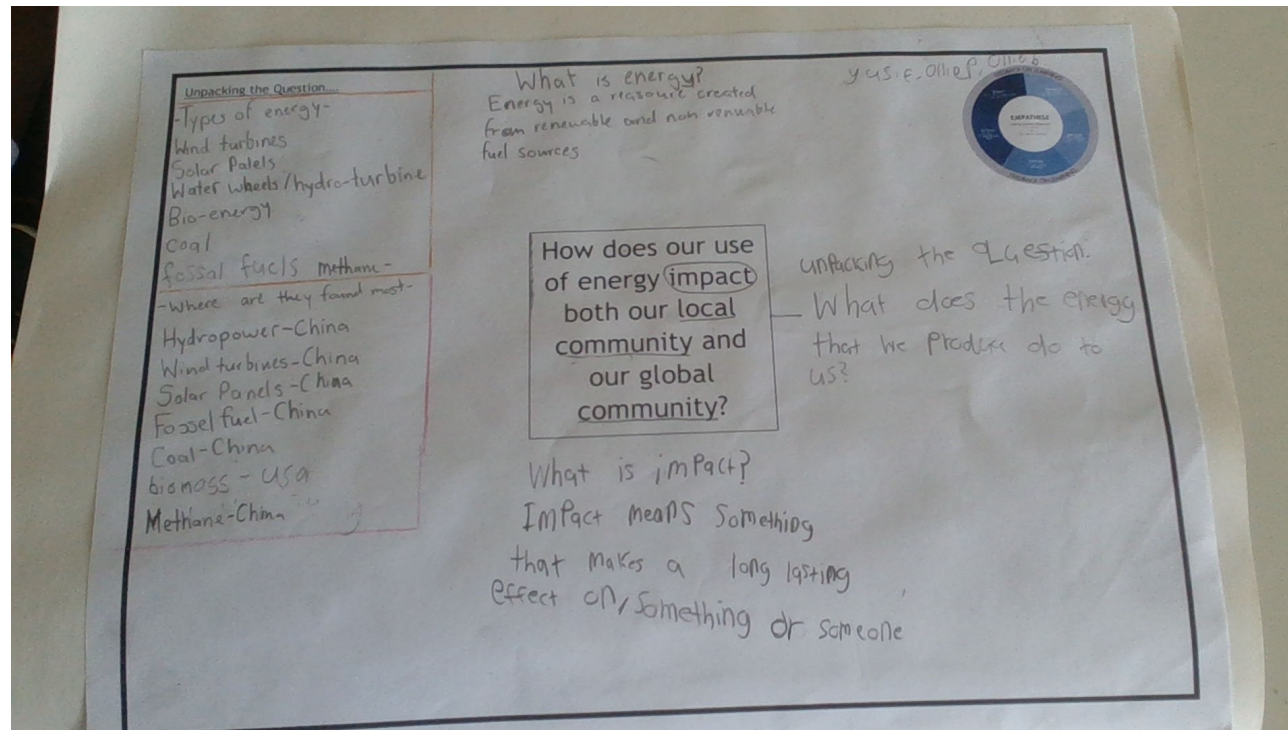 Unpacking the Question....
-Types of energy-
Wind turbines
Solar Palels
Water wheels/hydro-turbine
Bio-energy
Coal
fossal fuels methane-
-Where are they found most-
Hydropower-China
Wind turbines-China
Solar Panels-China
Fossel fuel-China
Coal-China
biomass - USA
Methane-China
What is energy?
Energy is a reasource created
from renewable and non renuable
fuel sources
EMPATHISE
How does our use
of energy impact
both our local
community and
our global
community?
unpacking the Question.
What does the energy
that we Produce do to
us?
What is imPact?
ImPact means Something
that makes a long lasting
effect on, something or someone